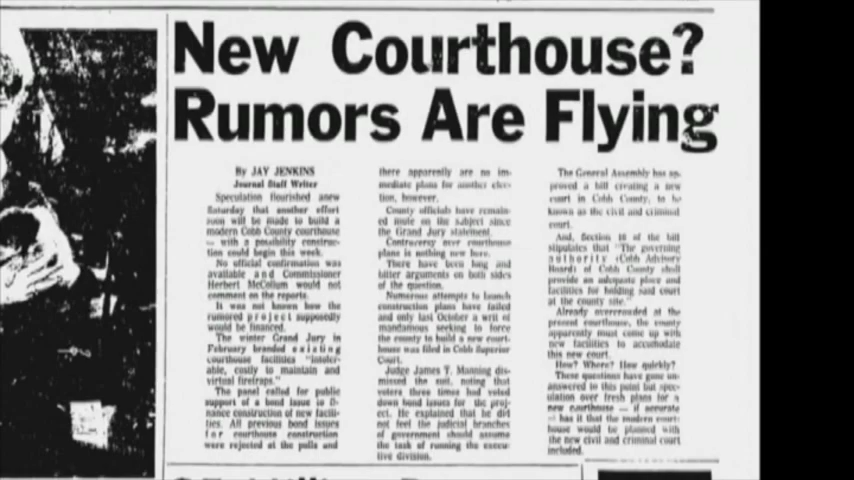 New Courthouse?
Rumors Are Flying
By JAY JENKINS
Journal Staff Writer
Speculation flourished anew
Saturday that another effort
soon will be made to build a
modern Cobb County courthouse
— with a possibility construc-
tion could begin this week.
No official confirmation was
available and Commissioner
Herbert McCollum would not
comment on the reports.
It was not known how the
rumored project supposedly
would be financed.
The winter Grand Jury in
February branded existing
courthouse facilities "intoler-
able, costly to maintain and
virtual firetraps."
The panel called for public
support of a bond issue to fi-
nance construction of new facili-
ties. All previous bond issues
for courthouse construction
were rejected at the polls and
there apparently are no im-
mediate plans for another elec-
tion, however.
County officials have remain-
ed mute on the subject since
the Grand Jury statement.
Controversy over courthouse
plans is nothing new here.
There have been long and
bitter arguments on both sides
of the question.
Numerous attempts to launch
construction plans have failed
and only last October a writ of
mandamus seeking to force
the county to build a new court-
house was filed in Cobb Superior
Court.
Judge James T. Manning dis-
missed the suit, noting that
voters three times had voted
down bond issues for the proj-
ect. He explained that he did
not feel the judicial branches
of government should assume
the task of running the execu-
tive division.
The General Assembly has ap-
proved a bill creating a new
court in Cobb County, to be
known as the civil and criminal
court.
And, Section 10 of the bill
stipulates that "The governing
authority (Cobb Advisory
Board) of Cobb County shall
provide an adequate place and
facilities for holding said court
at the county site."
Already overcrowded at the
present courthouse, the county
apparently must come up with
new facilities to accomodate
this new court.
How? Where? How quickly?
These questions have gone un-
answered to this point but spec-
ulation over fresh plans for a
new courthouse — if accurate
— has it that the modern court-
house would be planned with
the new civil and criminal court
included.